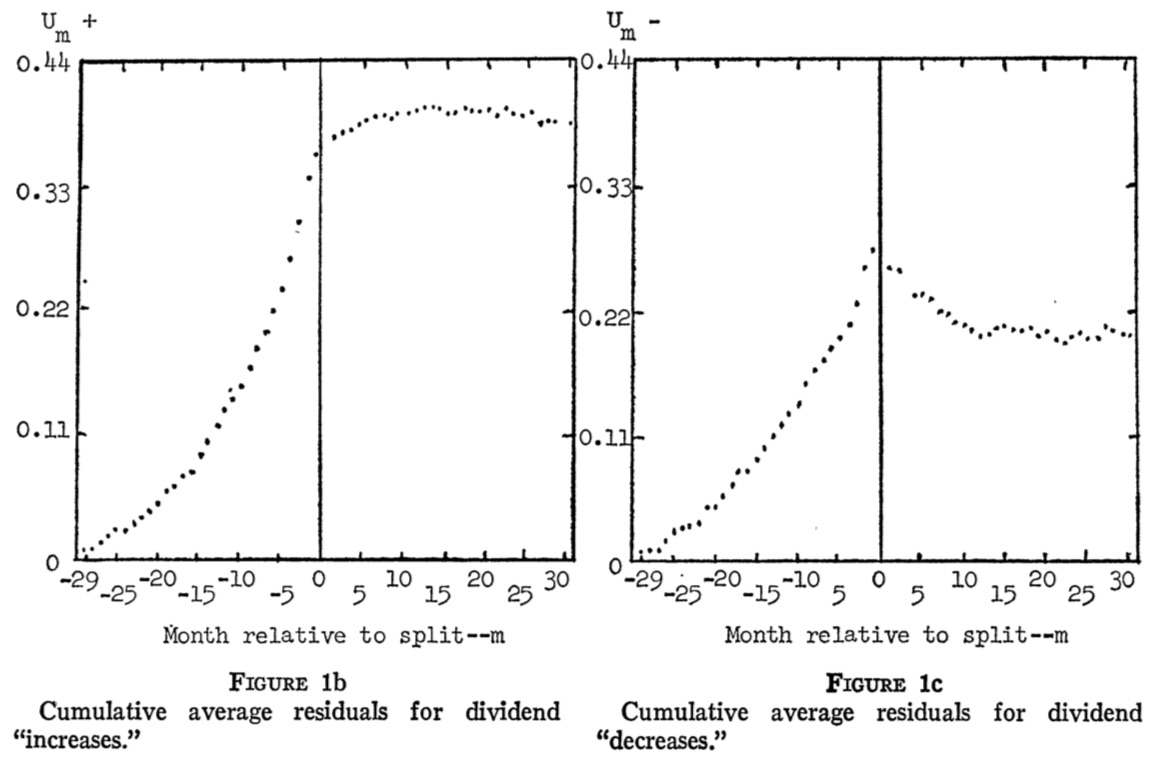 U_m +
0.44
0.33
0.22
0.11
0
-29 -25 -20 -15 -10 -5 0 5 10 15 20 25 30
Month relative to split--m
FIGURE 1b
Cumulative average residuals for dividend
“increases.”
U_m -
0.44
0.33
0.22
0.11
0
-29 -25 -20 -15 -10 5 0 5 10 15 20 25 30
Month relative to split--m
FIGURE 1c
Cumulative average residuals for dividend
“decreases.”